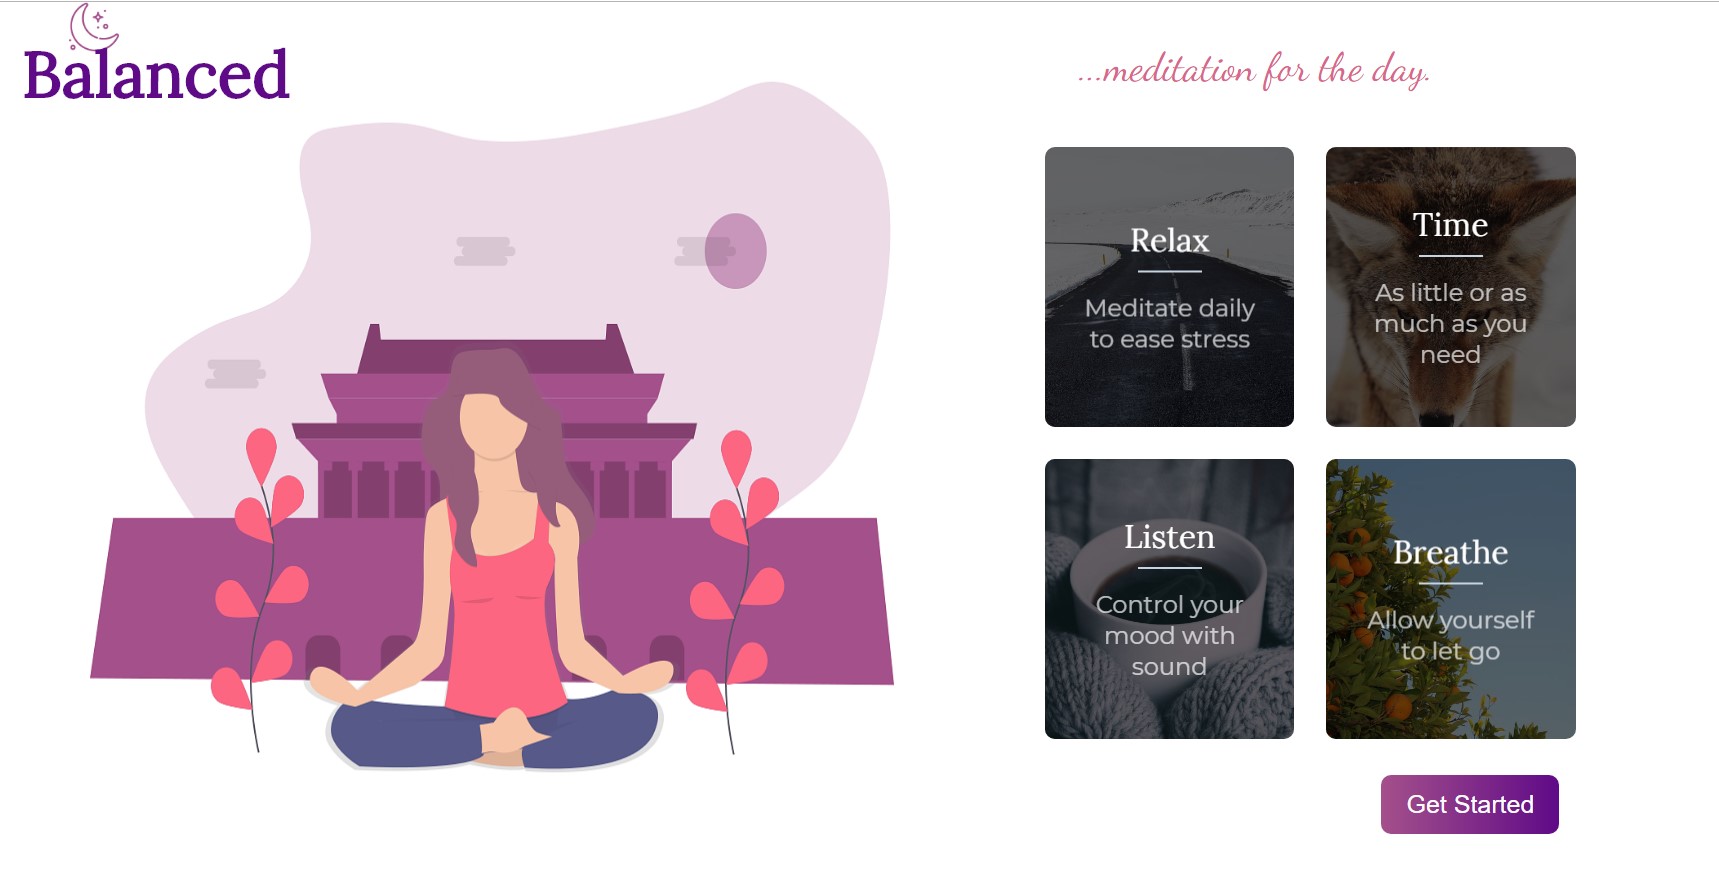 Balanced
...meditation for the day.
Relax
Meditate daily
to ease stress
Time
As little or as
much as you
need
Listen
Control your
mood with
sound
Breathe
Allow yourself
to let go
Get Started